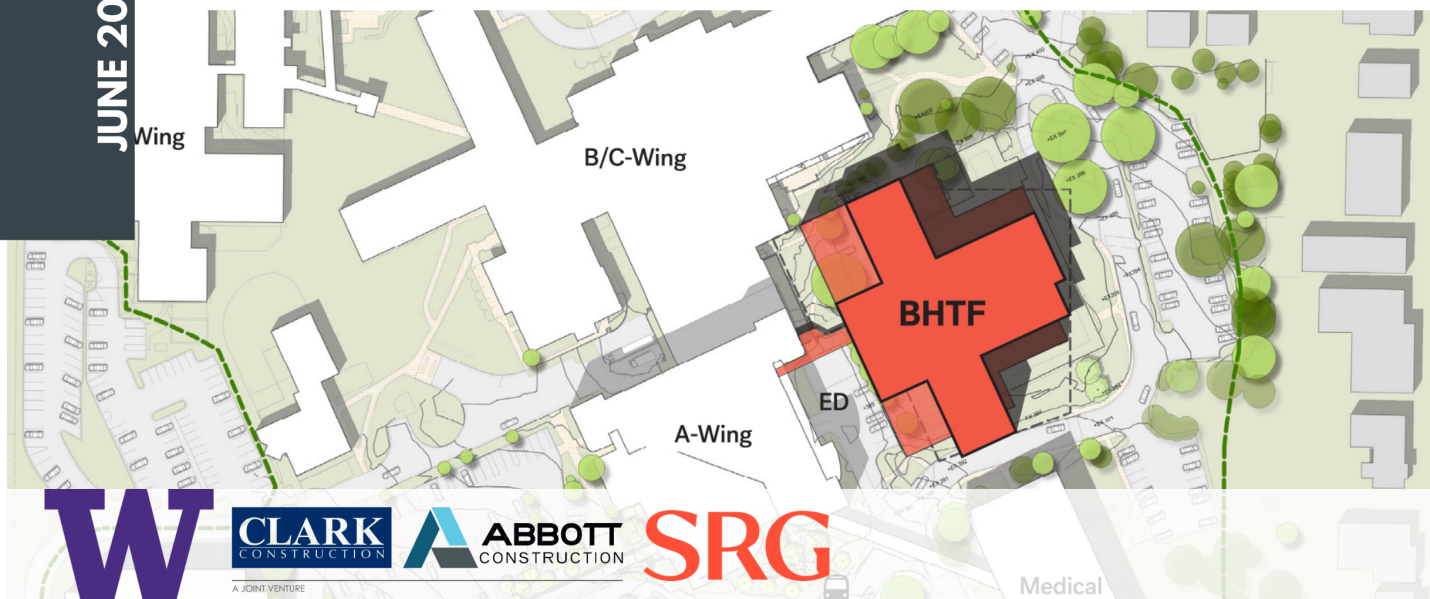 JUNE 20
Wing
B/C-Wing
BHTF
ED
A-Wing
CLARK
CONSTRUCTION
A JOINT VENTURE
ABBOTT
CONSTRUCTION
SRG
W
Medical